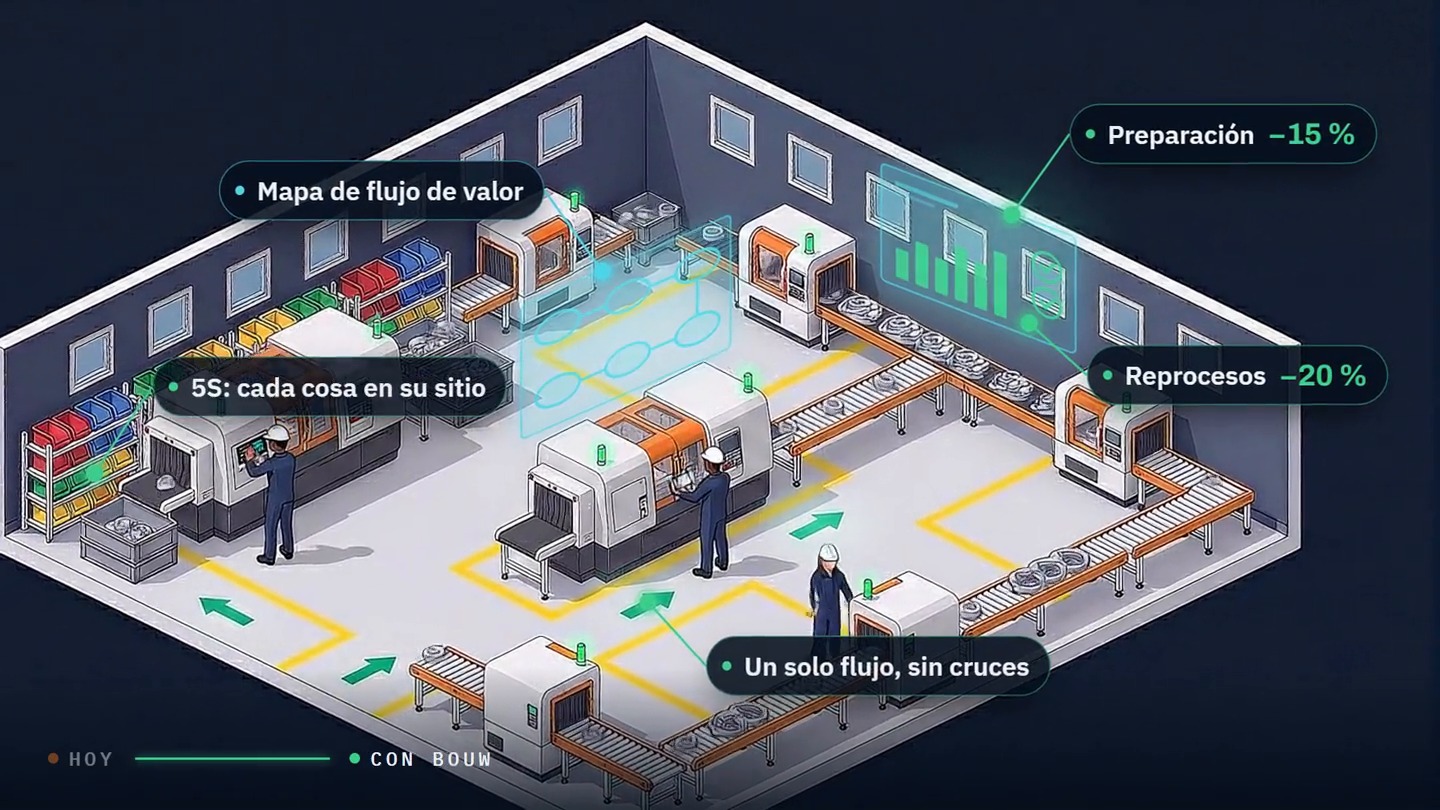 Preparación –15 %
Mapa de flujo de valor
Reprocesos –20 %
5S: cada cosa en su sitio
Un solo flujo, sin cruces
HOY CON BOUW